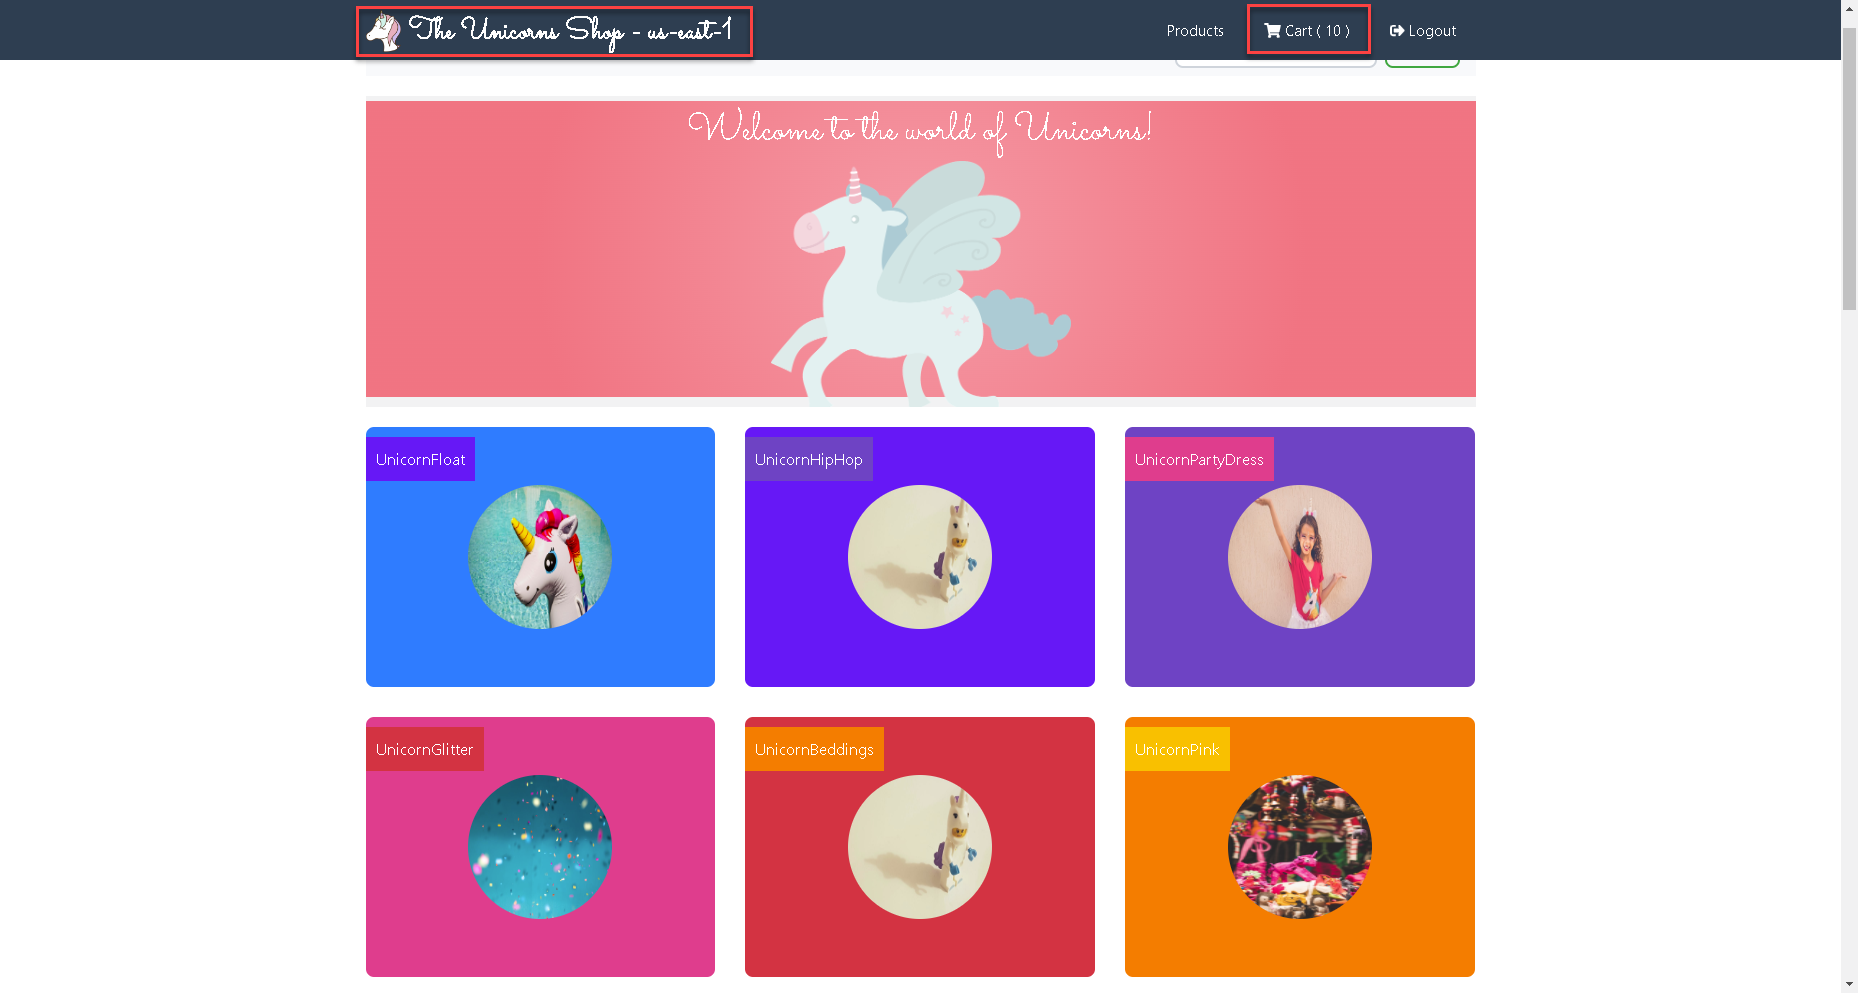 The Unicorns Shop - us-east-1
Products
Cart ( 10 )
Logout
Welcome to the world of Unicorns!
UnicornFloat
UnicornHipHop
UnicornPartyDress
UnicornGlitter
UnicornBeddings
UnicornPink